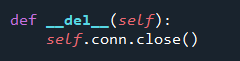 def __del__(self):
    self.conn.close()